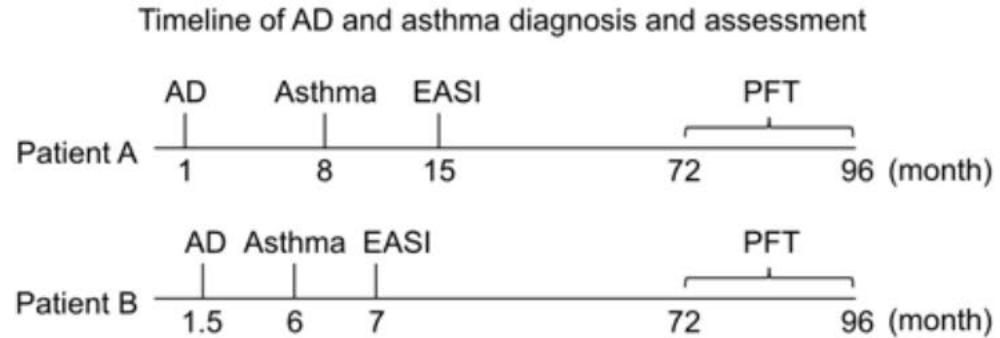 Timeline of AD and asthma diagnosis and assessment
AD Asthma EASI PFT
Patient A
1 8 15 72 96 (month)
AD Asthma EASI PFT
Patient B
1.5 6 7 72 96 (month)